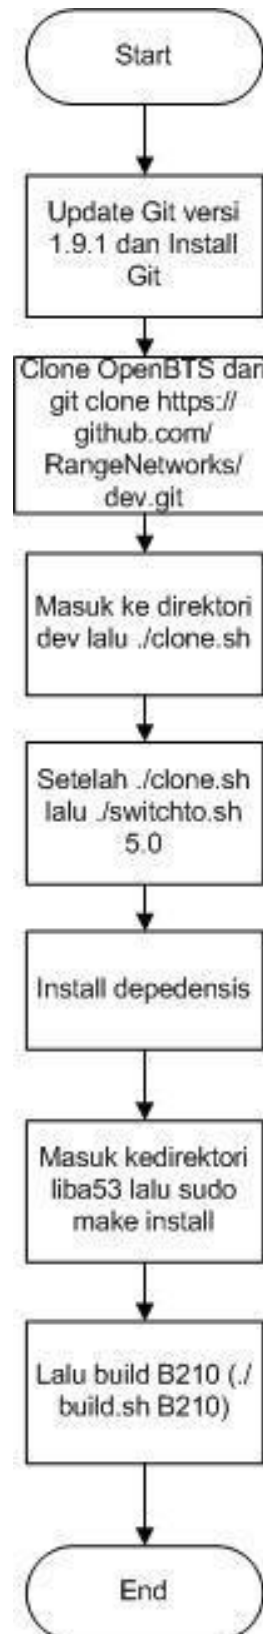 Start
Update Git versi
1.9.1 dan Install
Git
Clone OpenBTS dari
git clone https://
github.com/
RangeNetworks/
dev.git
Masuk ke direktori
dev lalu ./clone.sh
Setelah ./clone.sh
lalu ./switchto.sh
5.0
Install depedensis
Masuk kedirektori
liba53 lalu sudo
make install
Lalu build B210 (./
build.sh B210)
End